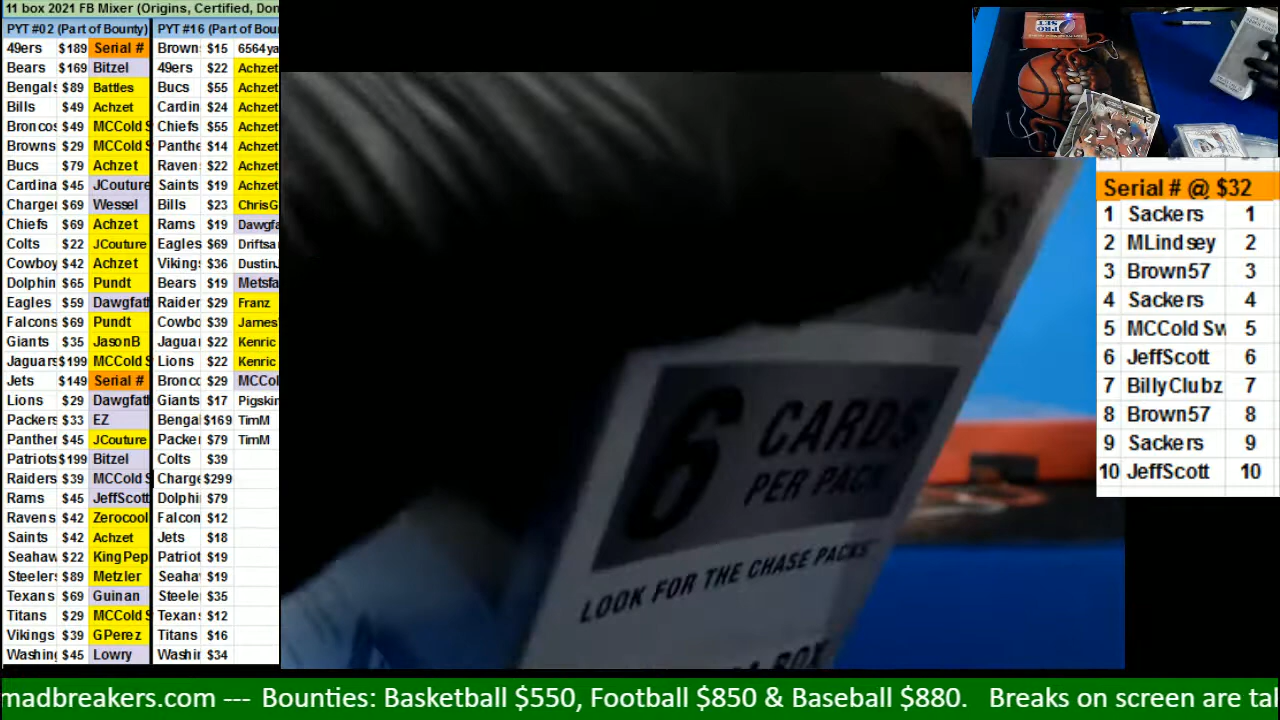 11 box 2021 FB Mixer (Origins, Certified, Don
PYT #02 (Part of Bounty) PYT #16 (Part of Bou
49ers $189 Serial # Brown $15 6564ya
Bears $169 Bitzel 49ers $22 Achzet
Bengals $89 Battles Bucs $55 Achzet
Bills $49 Achzet Cardin $24 Achzet
Broncos $49 MCCold S Chiefs $55 Achzet
Browns $29 MCCold S Panthe $14 Achzet
Bucs $79 Achzet Raven $22 Achzet
Cardina $45 JCouture Saints $19 Achzet
Charger $69 Wessel Bills $23 ChrisG
Chiefs $69 Achzet Rams $19 Dawgfa
Colts $22 JCouture Eagles $69 Driftsa
Cowboy $42 Achzet Viking $36 Dustin
Dolphin $65 Pundt Bears $19 Metsfa
Eagles $59 Dawgfath Raider $29 Franz
Falcons $69 Pundt Cowbo $39 James
Giants $35 JasonB Jagua $22 Kenric
Jaguars $199 MCCold S Lions $22 Kenric
Jets $149 Serial # Bronc $29 MCCol
Lions $29 Dawgfath Giants $17 Pigskin
Packers $33 EZ Benga $169 TimM
Panther $45 JCouture Packe $79 TimM
Patriots $199 Bitzel Colts $39
Raiders $39 MCCold S Charge $299
Rams $45 JeffScott Dolphi $79
Ravens $42 Zerocool Falcon $12
Saints $42 Achzet Jets $18
Seahaw $22 KingPep Patriot $19
Steelers $89 Metzler Seaha $19
Texans $69 Guinan Steele $35
Titans $29 MCCold S Texan $12
Vikings $39 GPerez Titans $16
Washing $45 Lowry Washi $34
PRO SET
6 CARDS
PER PACK
LOOK FOR THE CHASE PACKS
BOX
Serial # @ $32
1 Sackers 1
2 MLindsey 2
3 Brown57 3
4 Sackers 4
5 MCCold Sw 5
6 JeffScott 6
7 BillyClubz 7
8 Brown57 8
9 Sackers 9
10 JeffScott 10
madbreakers.com --- Bounties: Basketball $550, Football $850 & Baseball $880. Breaks on screen are tal